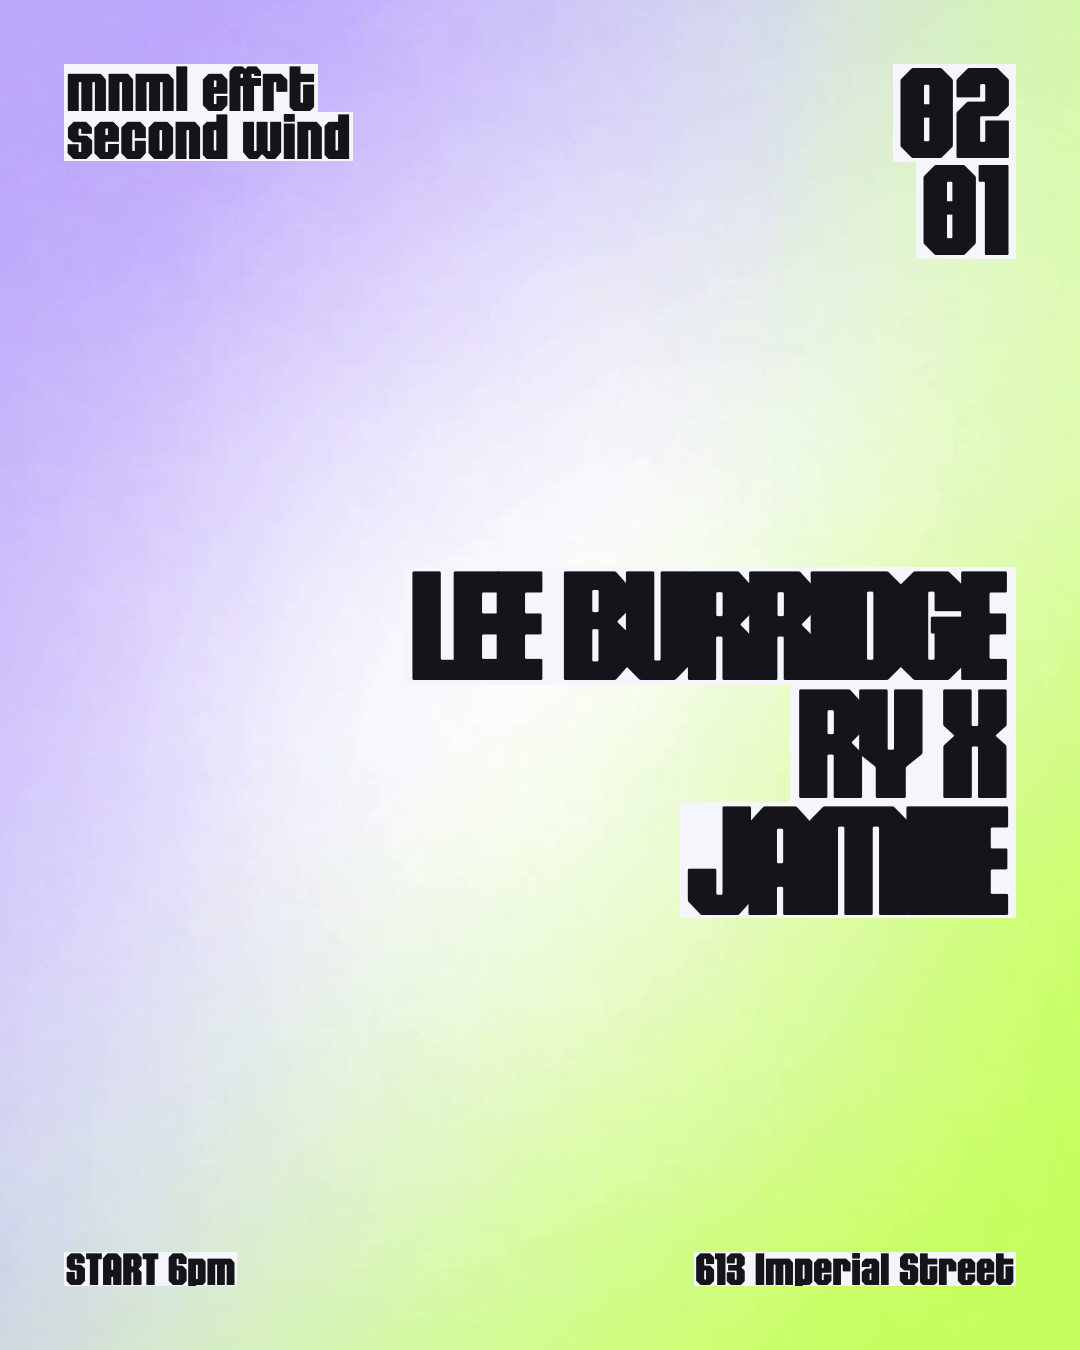 mnml effrt
second wind
02
01
LEE BURRIDGE
RY X
JAMIE
START 6pm
613 Imperial Street